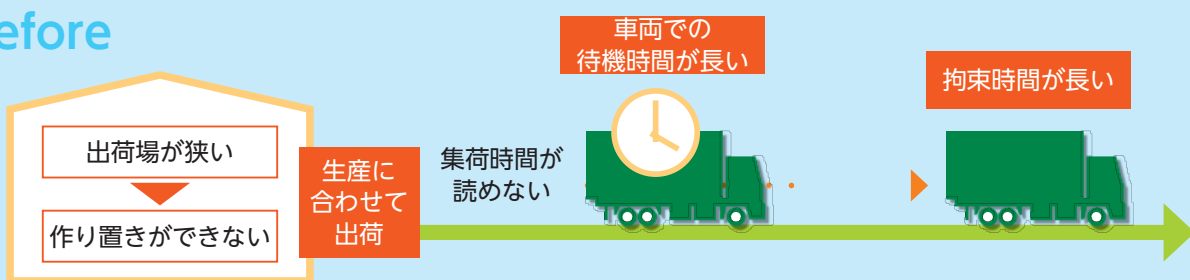 efore
車両での
待機時間が長い
拘束時間が長い
出荷場が狭い
作り置きができない
生産に
合わせて
出荷
集荷時間が
読めない